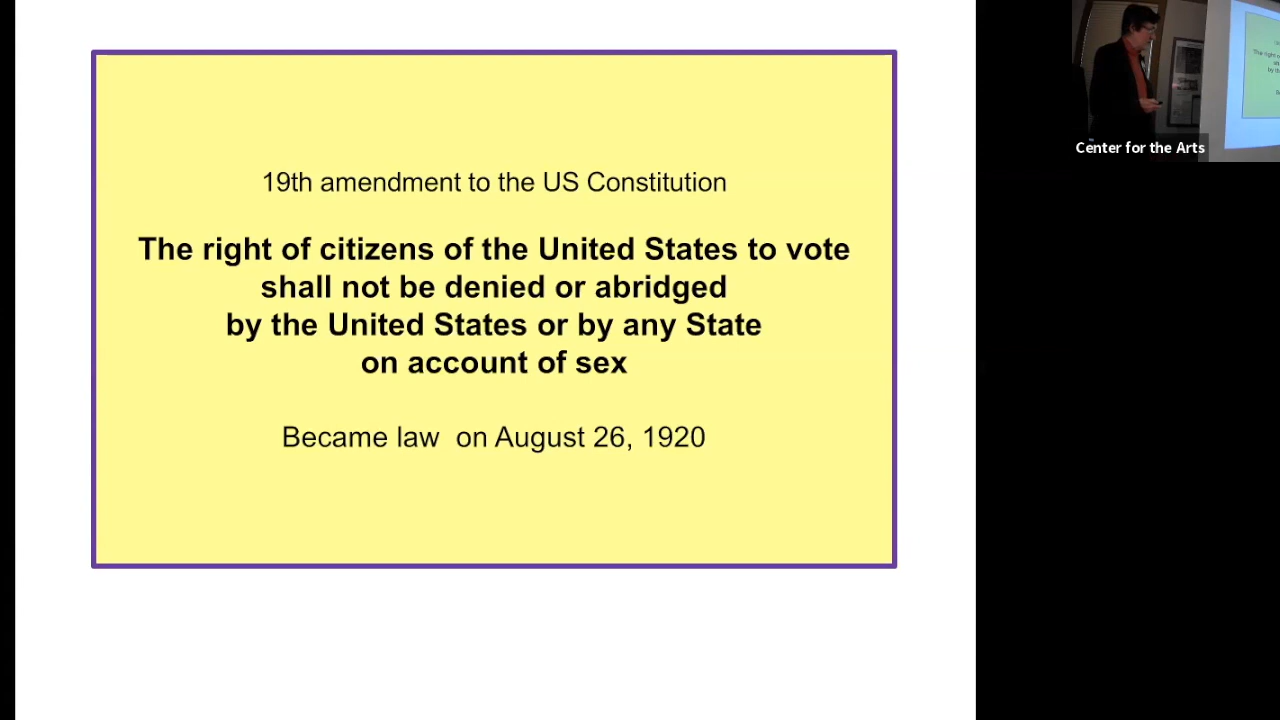 19th amendment to the US Constitution
The right of citizens of the United States to vote
shall not be denied or abridged
by the United States or by any State
on account of sex
Became law  on August 26, 1920
Center for the Arts